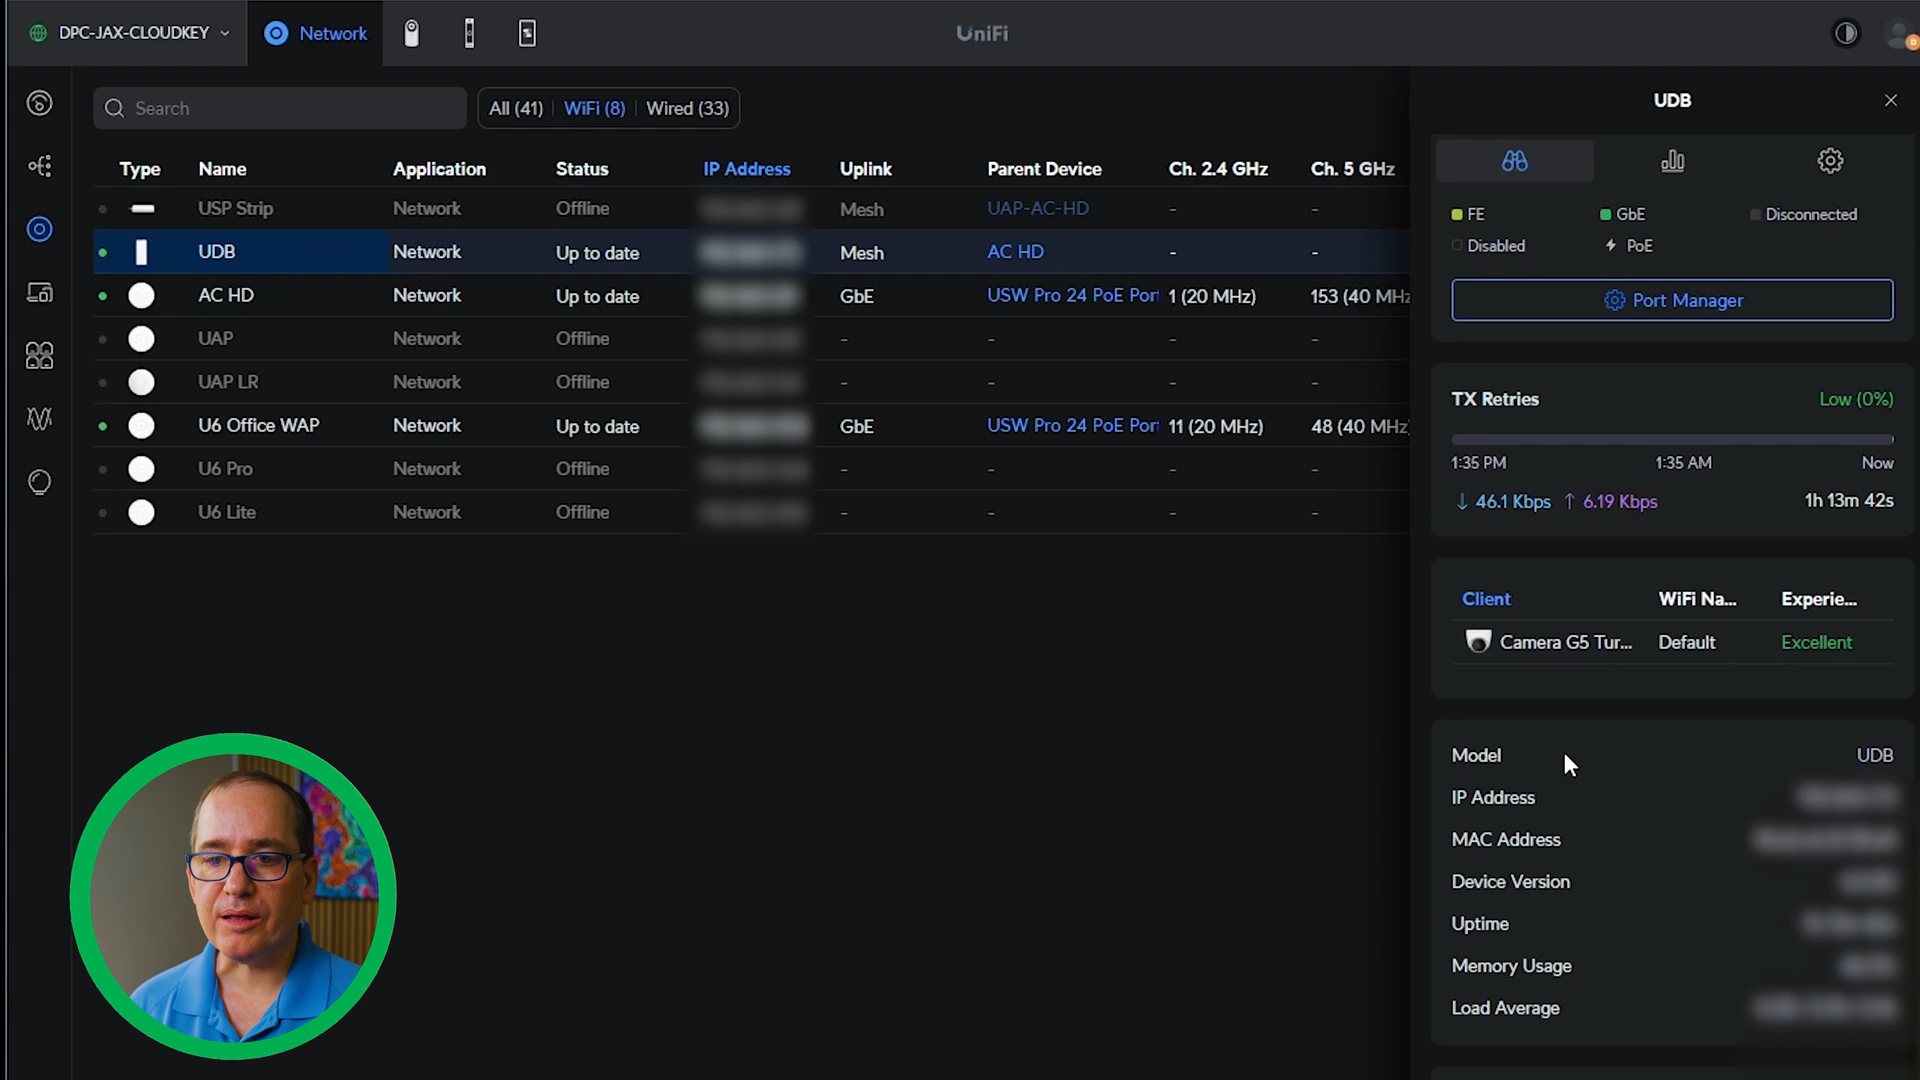 DPC-JAX-CLOUDKEY
Network
UniFi
Search
All (41) WiFi (8) Wired (33)
Type Name Application Status IP Address Uplink Parent Device Ch. 2.4 GHz Ch. 5 GHz
USP Strip Network Offline Mesh UAP-AC-HD - -
UDB Network Up to date Mesh AC HD - -
AC HD Network Up to date GbE USW Pro 24 PoE Port 1 (20 MHz) 153 (40 MHz
UAP Network Offline - - - -
UAP LR Network Offline - - - -
U6 Office WAP Network Up to date GbE USW Pro 24 PoE Port 11 (20 MHz) 48 (40 MHz)
U6 Pro Network Offline - - - -
U6 Lite Network Offline - - - -
UDB
FE GbE Disconnected
Disabled PoE
Port Manager
TX Retries Low (0%)
1:35 PM 1:35 AM Now
↓ 46.1 Kbps ↑ 6.19 Kbps 1h 13m 42s
Client WiFi Na... Experie...
Camera G5 Tur... Default Excellent
Model UDB
IP Address
MAC Address
Device Version
Uptime
Memory Usage
Load Average